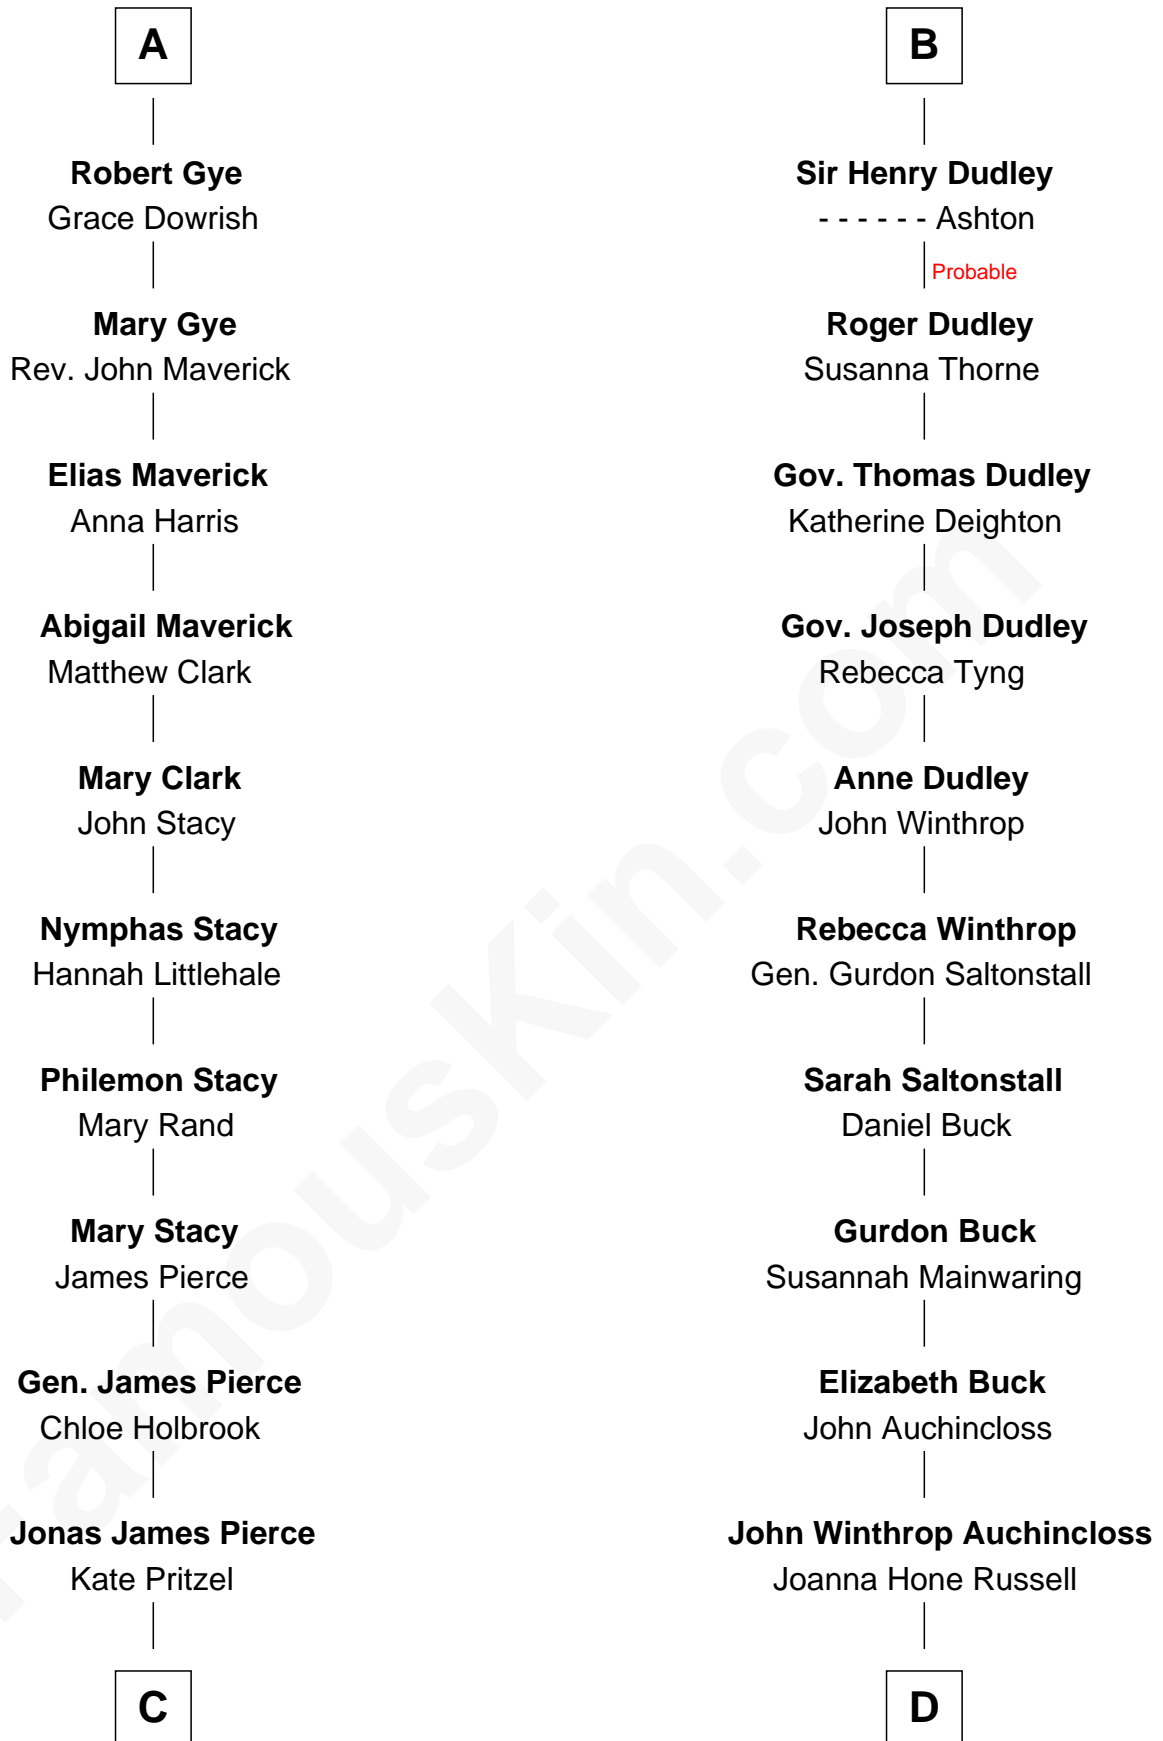 A
Robert Gye
Grace Dowrish
Mary Gye
Rev. John Maverick
Elias Maverick
Anna Harris
Abigail Maverick
Matthew Clark
Mary Clark
John Stacy
Nymphas Stacy
Hannah Littlehale
Philemon Stacy
Mary Rand
Mary Stacy
James Pierce
Gen. James Pierce
Chloe Holbrook
Jonas James Pierce
Kate Pritzel
C
B
Sir Henry Dudley
- - - - - - Ashton
Probable
Roger Dudley
Susanna Thorne
Gov. Thomas Dudley
Katherine Deighton
Gov. Joseph Dudley
Rebecca Tyng
Anne Dudley
John Winthrop
Rebecca Winthrop
Gen. Gurdon Saltonstall
Sarah Saltonstall
Daniel Buck
Gurdon Buck
Susannah Mainwaring
Elizabeth Buck
John Auchincloss
John Winthrop Auchincloss
Joanna Hone Russell
D
FamousKin.com